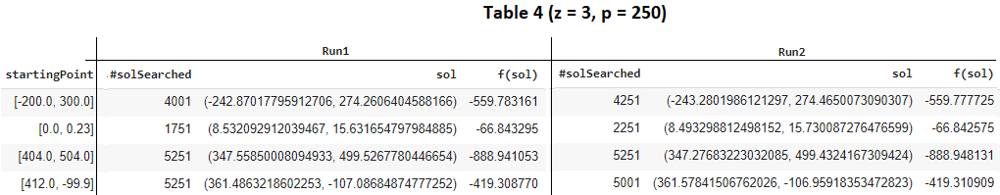 Table 4 (z = 3, p = 250)
Run1 Run2
startingPoint #solSearched sol f(sol) #solSearched sol f(sol)
[-200.0, 300.0] 4001 (-242.87017795912706, 274.2606404588166) -559.783161 4251 (-243.2801986121297, 274.4650073090307) -559.777725
[0.0, 0.23] 1751 (8.532092912039467, 15.631654797984885) -66.843295 2251 (8.493298812498152, 15.730087276476599) -66.842575
[404.0, 504.0] 5251 (347.55850008094933, 499.5267780446654) -888.941053 5251 (347.27683223032085, 499.4324167309424) -888.948131
[412.0, -99.9] 5251 (361.4863218602253, -107.08684874777252) -419.308770 5001 (361.57841506762026, -106.95918353472823) -419.310909